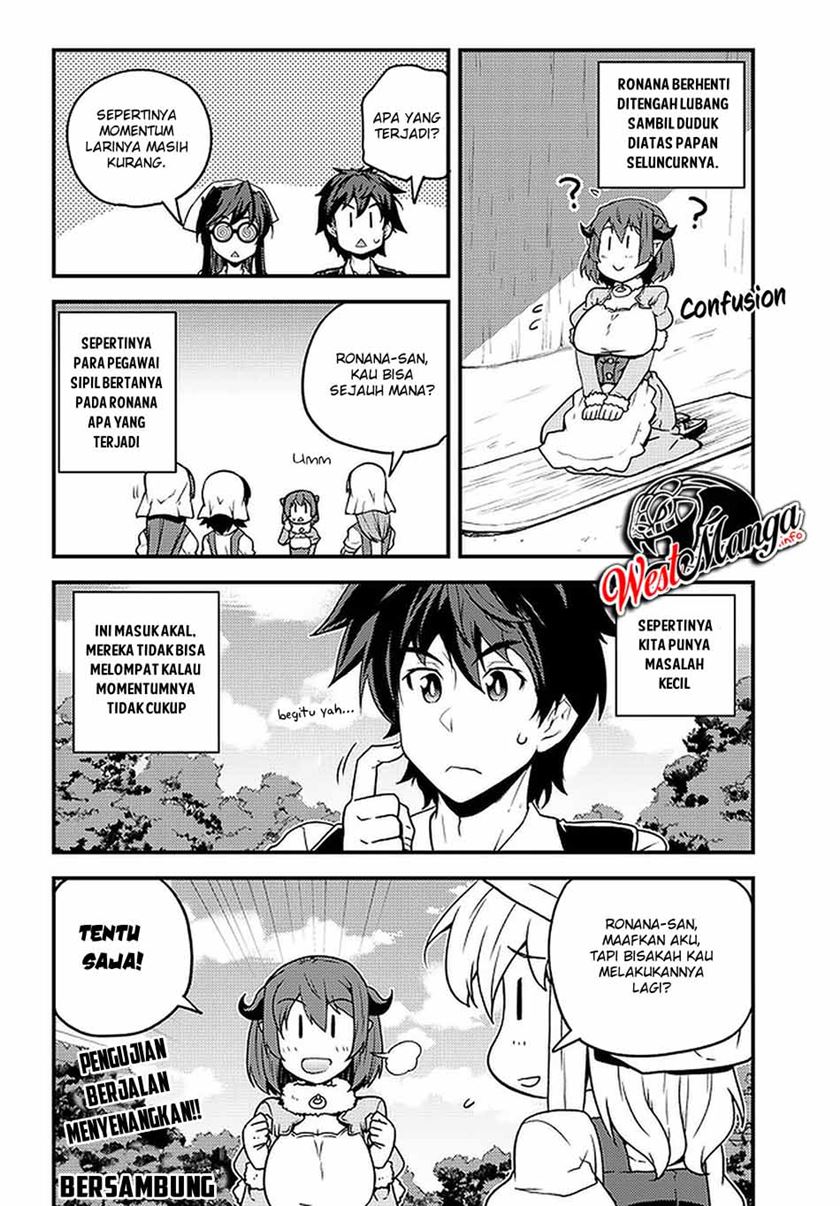 RONANA BERHENTI
DITENGAH LUBANG
SAMBIL DUDUK
DIATAS PAPAN
SELUNCURNYA.
?
?
Confusion
APA YANG
TERJADI?
SEPERTINYA
MOMENTUM
LARINYA MASIH
KURANG.
RONANA-SAN,
KAU BISA
SEJAUH MANA?
umm
SEPERTINYA
PARA PEGAWAI
SIPIL BERTANYA
PADA RONANA
APA YANG
TERJADI
WestManga
.info
SEPERTINYA
KITA PUNYA
MASALAH
KECIL
begitu yah...
INI MASUK AKAL,
MEREKA TIDAK BISA
MELOMPAT KALAU
MOMENTUMNYA
TIDAK CUKUP
RONANA-SAN,
MAAFKAN AKU,
TAPI BISAKAH KAU
MELAKUKANNYA
LAGI?
TENTU
SAJA!
PENGUJIAN
BERJALAN
MENYENANGKAN!!
BERSAMBUNG